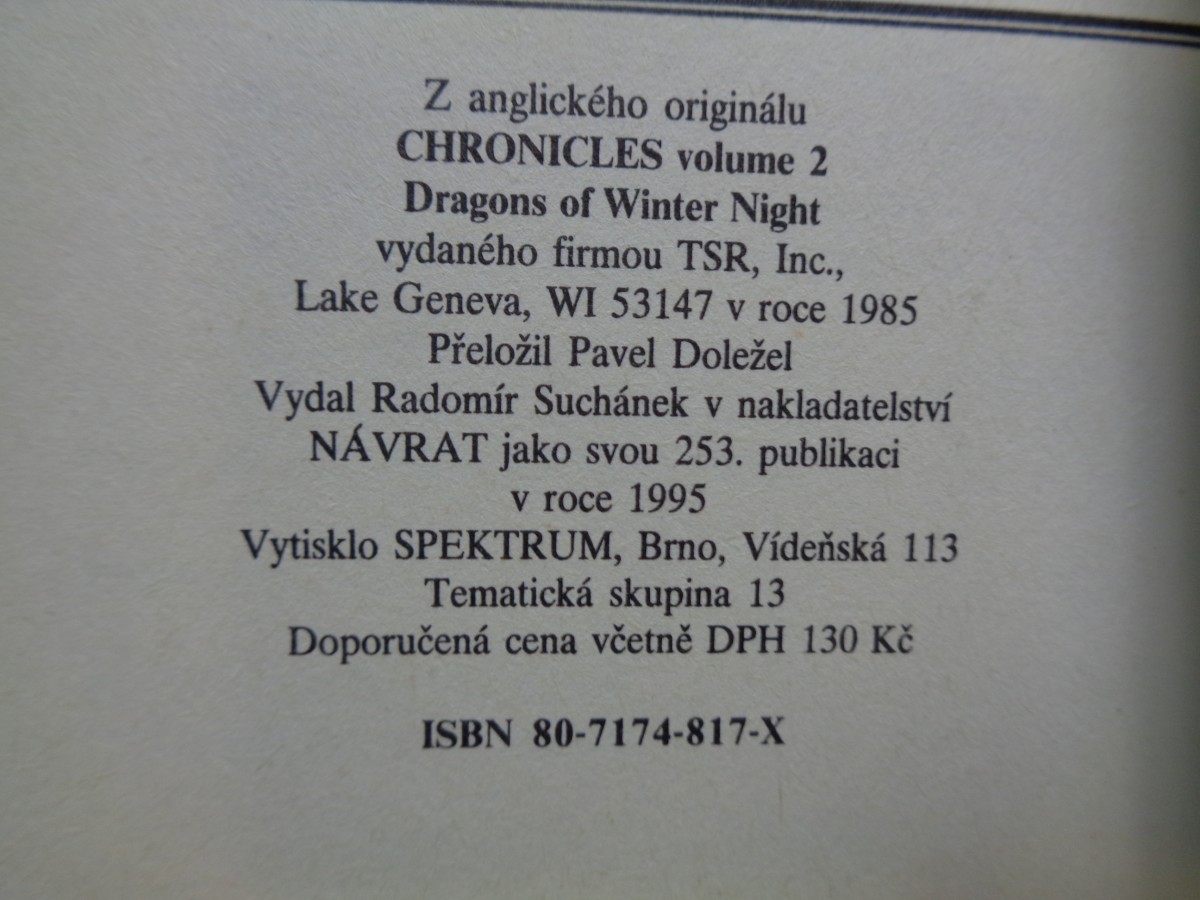 Z anglického originálu
CHRONICLES volume 2
Dragons of Winter Night
vydaného firmou TSR, Inc.,
Lake Geneva, WI 53147 v roce 1985
Přeložil Pavel Doležel
Vydal Radomír Suchánek v nakladatelství
NÁVRAT jako svou 253. publikaci
v roce 1995
Vytisklo SPEKTRUM, Brno, Vídeňská 113
Tematická skupina 13
Doporučená cena včetně DPH 130 Kč
ISBN 80-7174-817-X